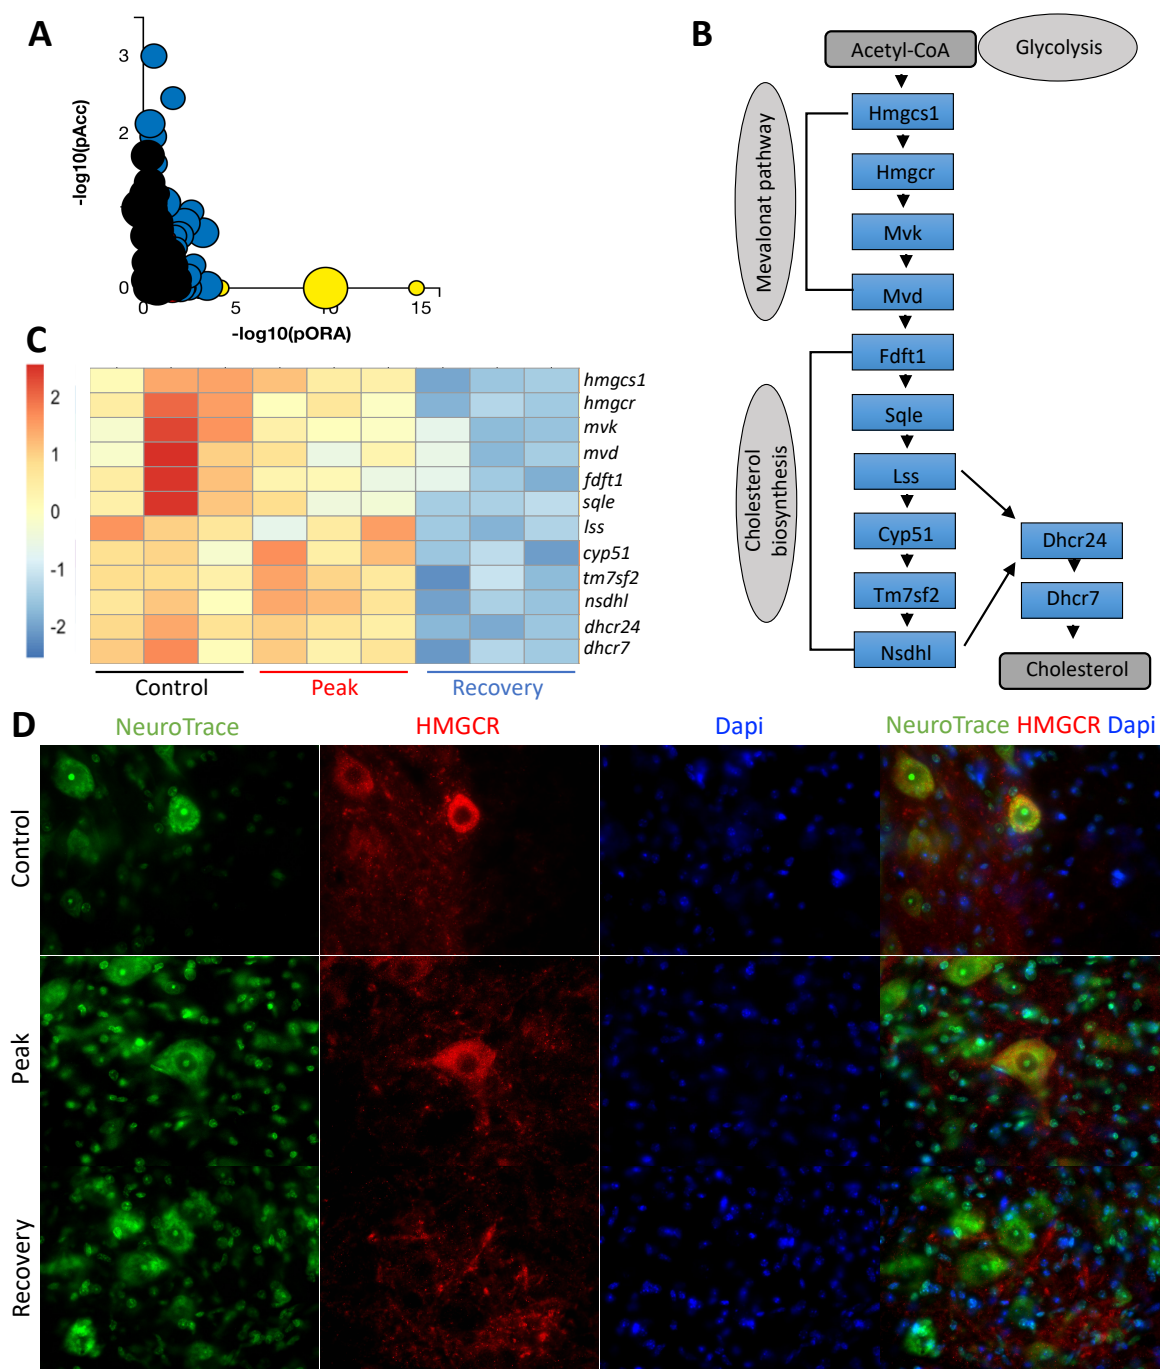 A
3
2
0
-log10(pAcc)
0
5
10
15
-log10(pORA)
B
Acetyl-CoA
Glycolysis
Hmgcs1
Hmgcr
Mvk
Mvd
Fdft1
Sqle
Lss
Cyp51
Tm7sf2
Nsdhl
Dhcr24
Dhcr7
Cholesterol
Mevalonat pathway
Cholesterol
biosynthesis
C
2
1
0
-1
-2
hmgcs1
hmgcr
mvk
mvd
fdft1
sqle
lss
cyp51
tm7sf2
nsdhl
dhcr24
dhcr7
Control
Peak
Recovery
D
NeuroTrace
HMGCR
Dapi
NeuroTrace HMGCR Dapi
Control
Peak
Recovery